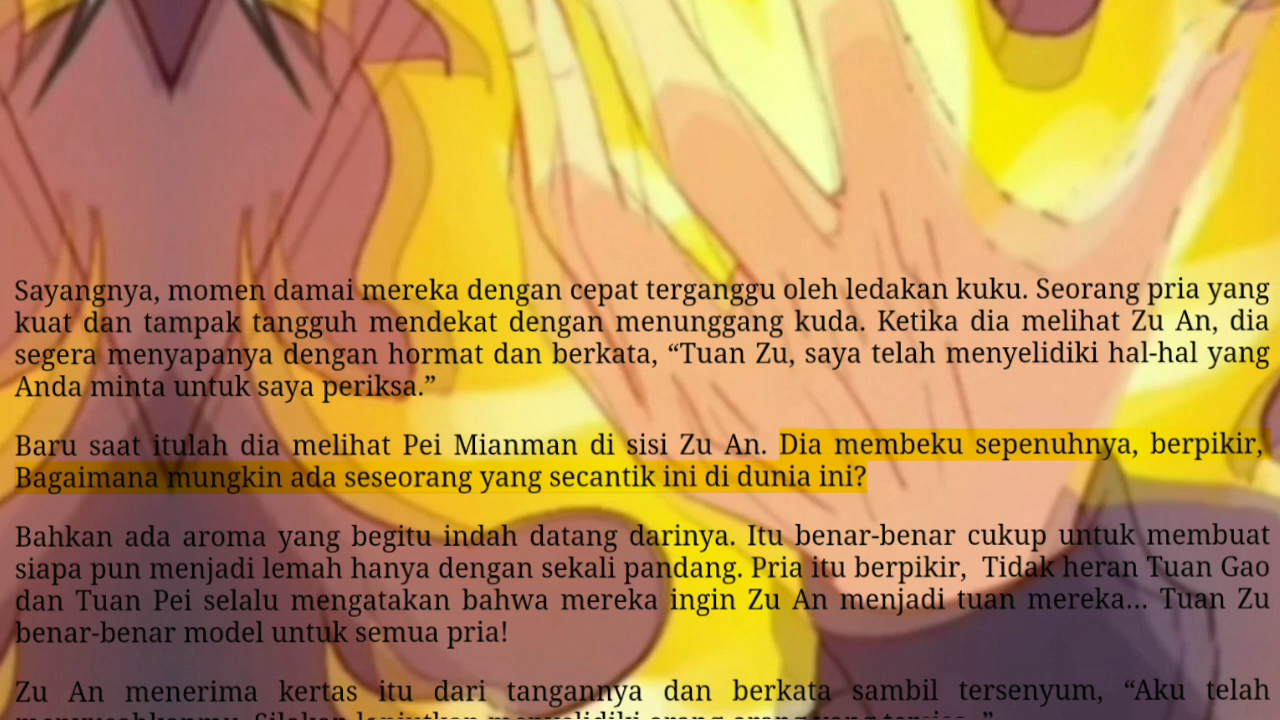 Sayangnya, momen damai mereka dengan cepat terganggu oleh ledakan kuku. Seorang pria yang
kuat dan tampak tangguh mendekat dengan menunggang kuda. Ketika dia melihat Zu An, dia
segera menyapanya dengan hormat dan berkata, “Tuan Zu, saya telah menyelidiki hal-hal yang
Anda minta untuk saya periksa.”
Baru saat itulah dia melihat Pei Mianman di sisi Zu An. Dia membeku sepenuhnya, berpikir,
Bagaimana mungkin ada seseorang yang secantik ini di dunia ini?
Bahkan ada aroma yang begitu indah datang darinya. Itu benar-benar cukup untuk membuat
siapa pun menjadi lemah hanya dengan sekali pandang. Pria itu berpikir, Tidak heran Tuan Gao
dan Tuan Pei selalu mengatakan bahwa mereka ingin Zu An menjadi tuan mereka... Tuan Zu
benar-benar model untuk semua pria!
Zu An menerima kertas itu dari tangannya dan berkata sambil tersenyum, “Aku telah